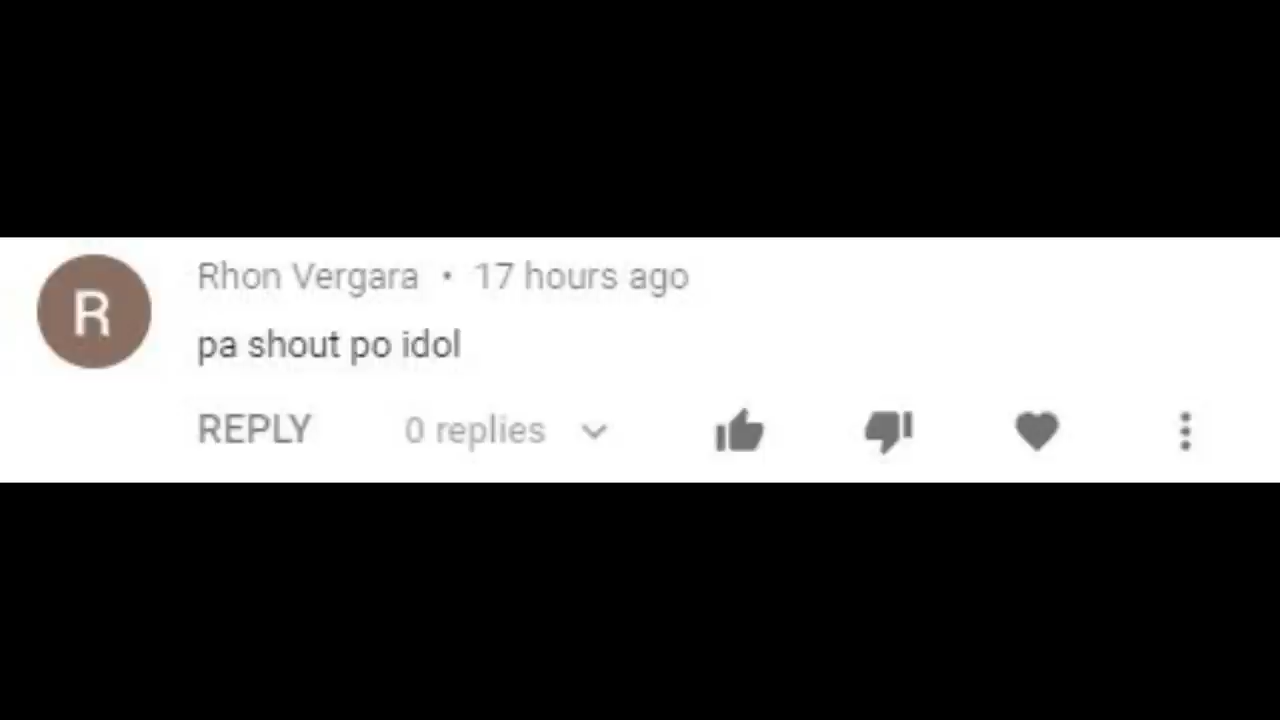 R
Rhon Vergara • 17 hours ago
pa shout po idol
REPLY 0 replies